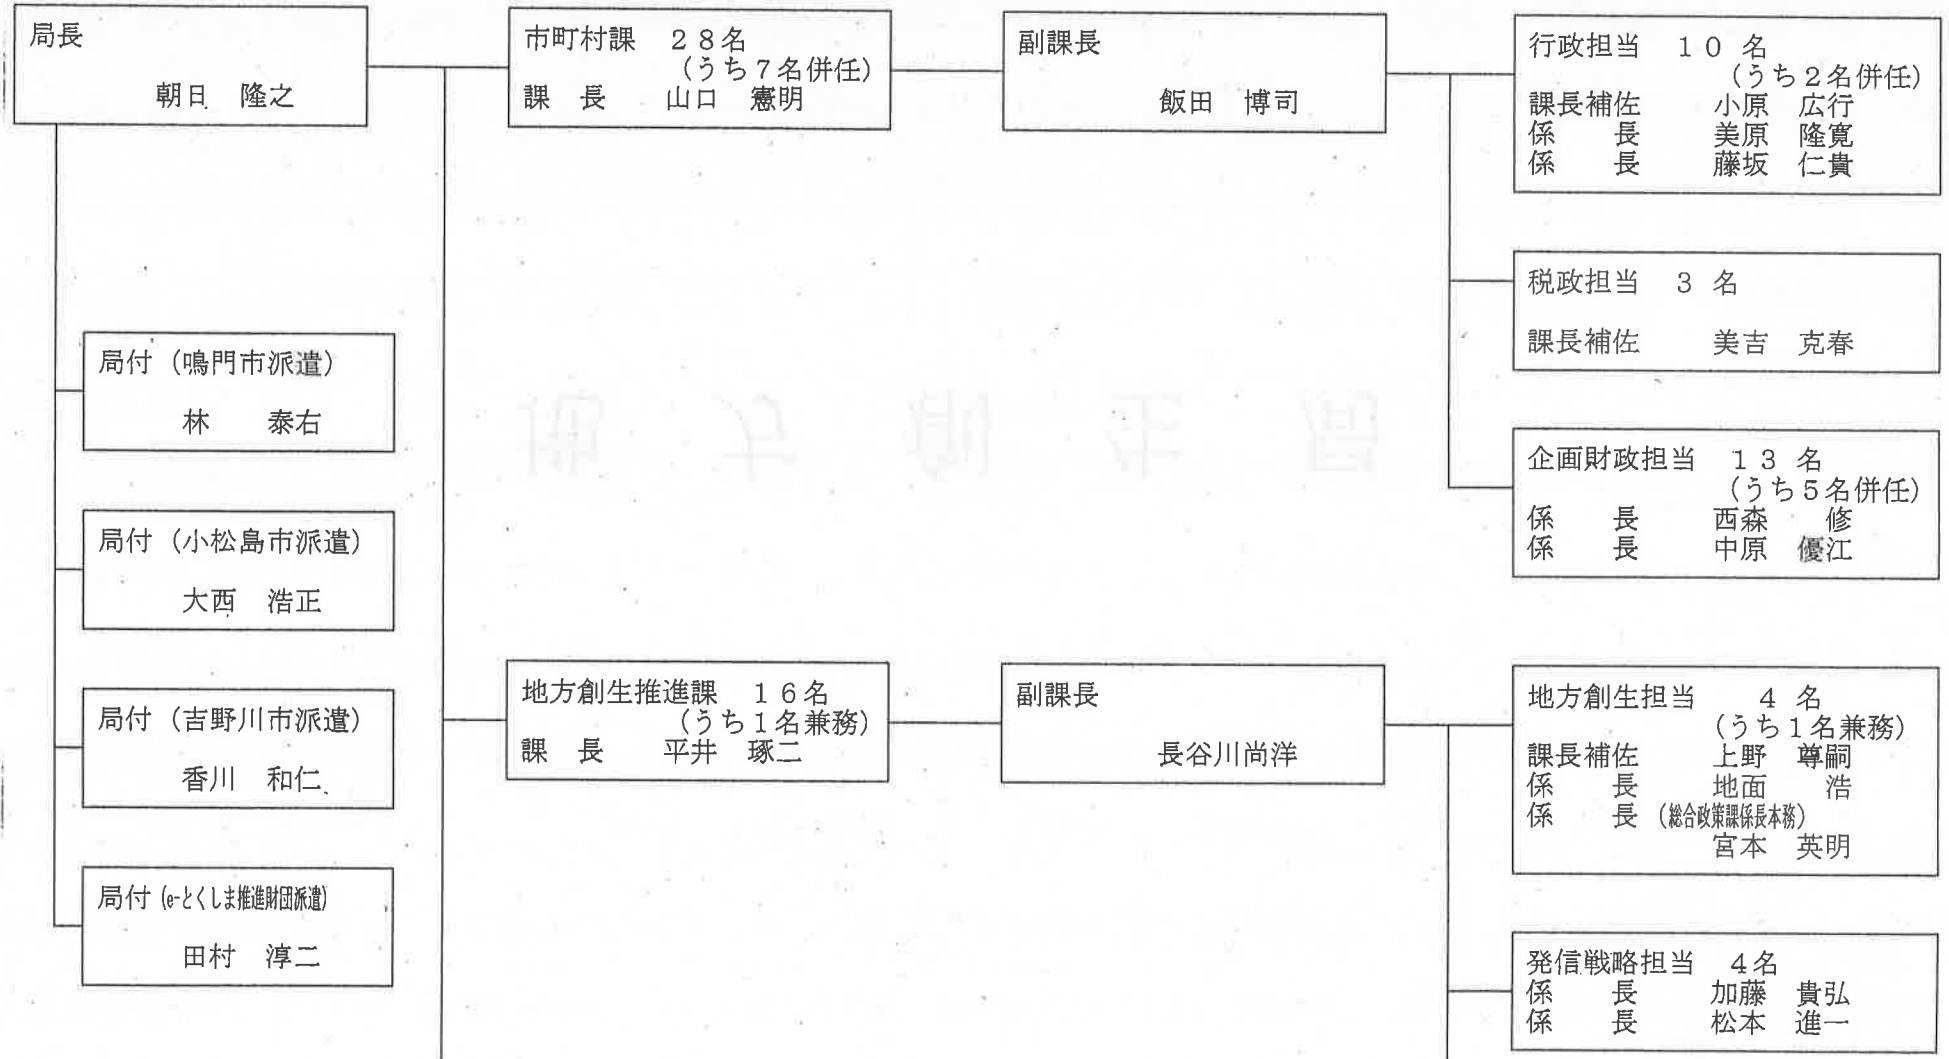 局長
朝日 隆之
局付（鳴門市派遣）
林 泰右
局付（小松島市派遣）
大西 浩正
局付（吉野川市派遣）
香川 和仁
局付（e-とくしま推進財団派遣）
田村 淳二
市町村課 ２８名
（うち７名併任）
課 長 山口 憲明
副課長
飯田 博司
行政担当 １０ 名
（うち２名併任）
課長補佐 小原 広行
係 長 美原 隆寛
係 長 藤坂 仁貴
税政担当 ３ 名
課長補佐 美吉 克春
企画財政担当 １３ 名
（うち５名併任）
係 長 西森 修
係 長 中原 優江
地方創生推進課 １６名
（うち１名兼務）
課 長 平井 琢二
副課長
長谷川尚洋
地方創生担当 ４ 名
（うち１名兼務）
課長補佐 上野 尊嗣
係 長 地面 浩
係 長（総合政策課係長本務）
宮本 英明
発信戦略担当 ４名
係 長 加藤 貴弘
係 長 松本 進一